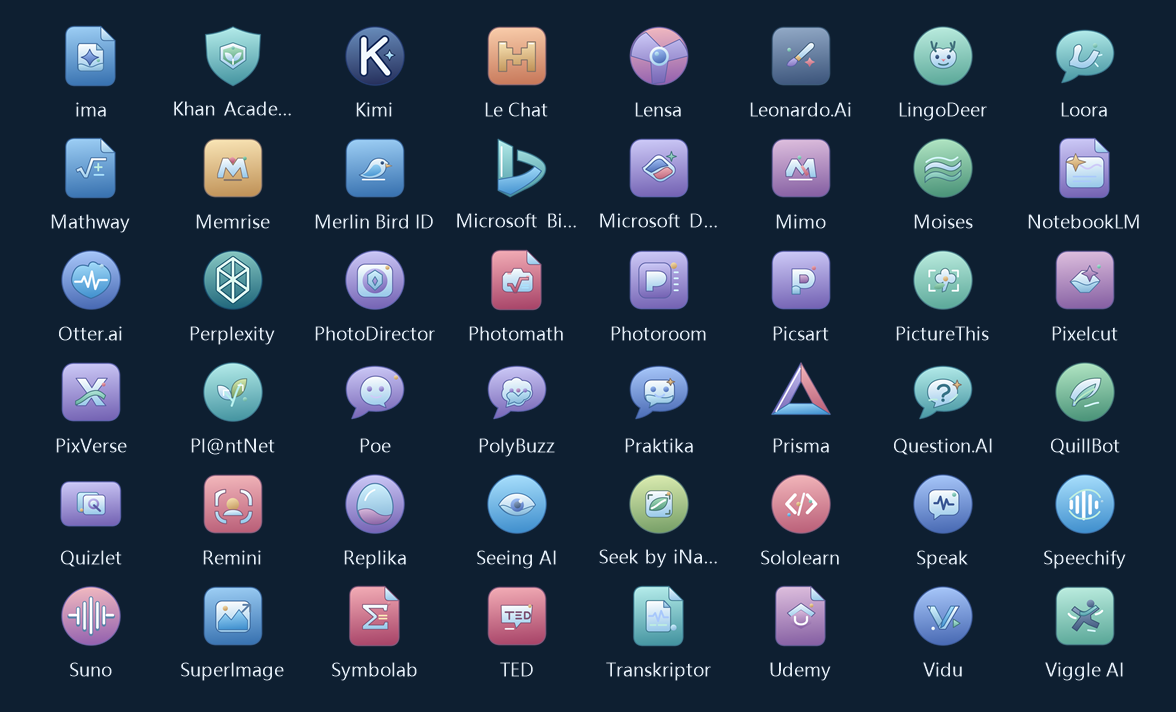 ima
Khan Acade...
Kimi
Le Chat
Lensa
Leonardo.Ai
LingoDeer
Loora
Mathway
Memrise
Merlin Bird ID
Microsoft Bi...
Microsoft D...
Mimo
Moises
NotebookLM
Otter.ai
Perplexity
PhotoDirector
Photomath
Photoroom
Picsart
PictureThis
Pixelcut
PixVerse
Pl@ntNet
Poe
PolyBuzz
Praktika
Prisma
Question.AI
QuillBot
Quizlet
Remini
Replika
Seeing AI
Seek by iNa...
Sololearn
Speak
Speechify
TED
Suno
SuperImage
Symbolab
TED
Transkriptor
Udemy
Vidu
Viggle AI